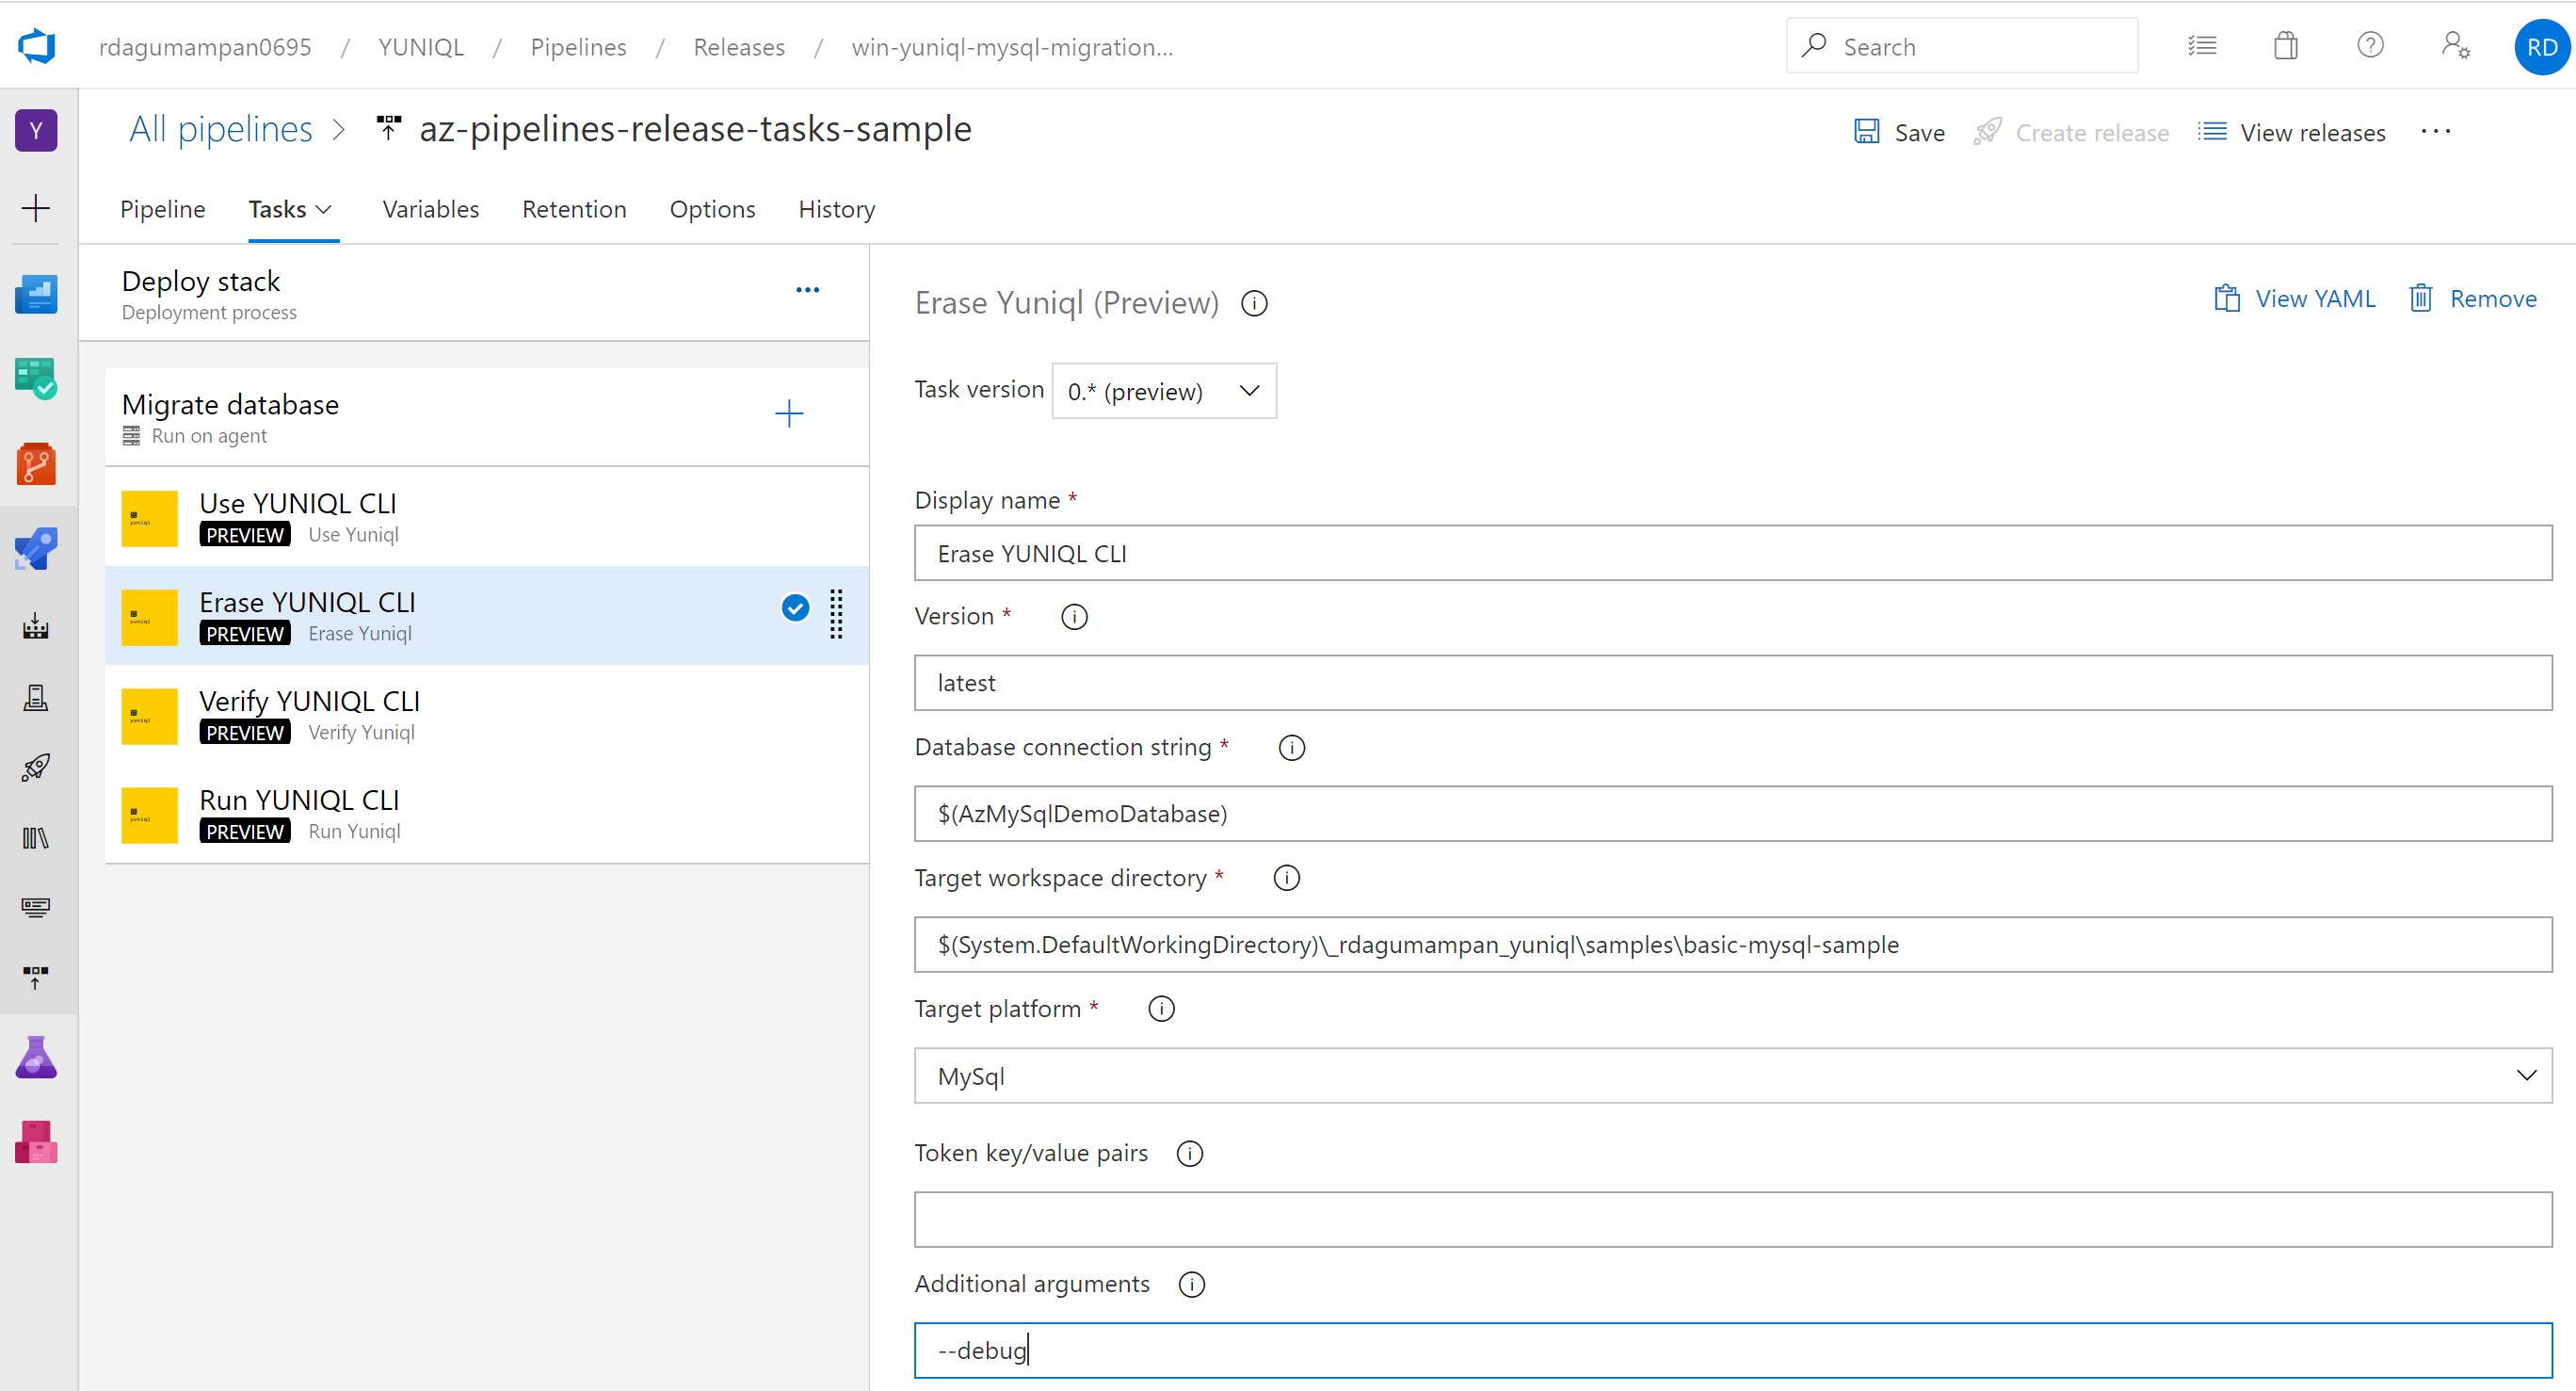 rdagumampan0695 / YUNIQL / Pipelines / Releases / win-yuniql-mysql-migration...
Search
RD
Y
All pipelines > az-pipelines-release-tasks-sample
Save
Create release
View releases
...
Pipeline
Tasks
Variables
Retention
Options
History
Deploy stack
Deployment process
...
Migrate database
Run on agent
yuniql
Use YUNIQL CLI
PREVIEW Use Yuniql
yuniql
Erase YUNIQL CLI
PREVIEW Erase Yuniql
yuniql
Verify YUNIQL CLI
PREVIEW Verify Yuniql
yuniql
Run YUNIQL CLI
PREVIEW Run Yuniql
Erase Yuniql (Preview)
View YAML
Remove
Task version 0.* (preview)
Display name *
Erase YUNIQL CLI
Version *
latest
Database connection string *
$(AzMySqlDemoDatabase)
Target workspace directory *
$(System.DefaultWorkingDirectory)\_rdagumampan_yuniql\samples\basic-mysql-sample
Target platform *
MySql
Token key/value pairs
Additional arguments
--debug